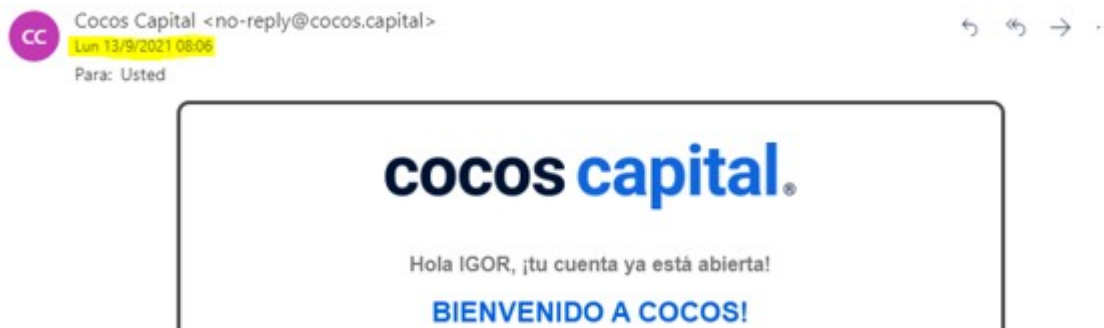 CC
Cocos Capital <no-reply@cocos.capital>
Lun 13/9/2021 08:06
Para: Usted
cocos capital®
Hola IGOR, ¡tu cuenta ya está abierta!
BIENVENIDO A COCOS!